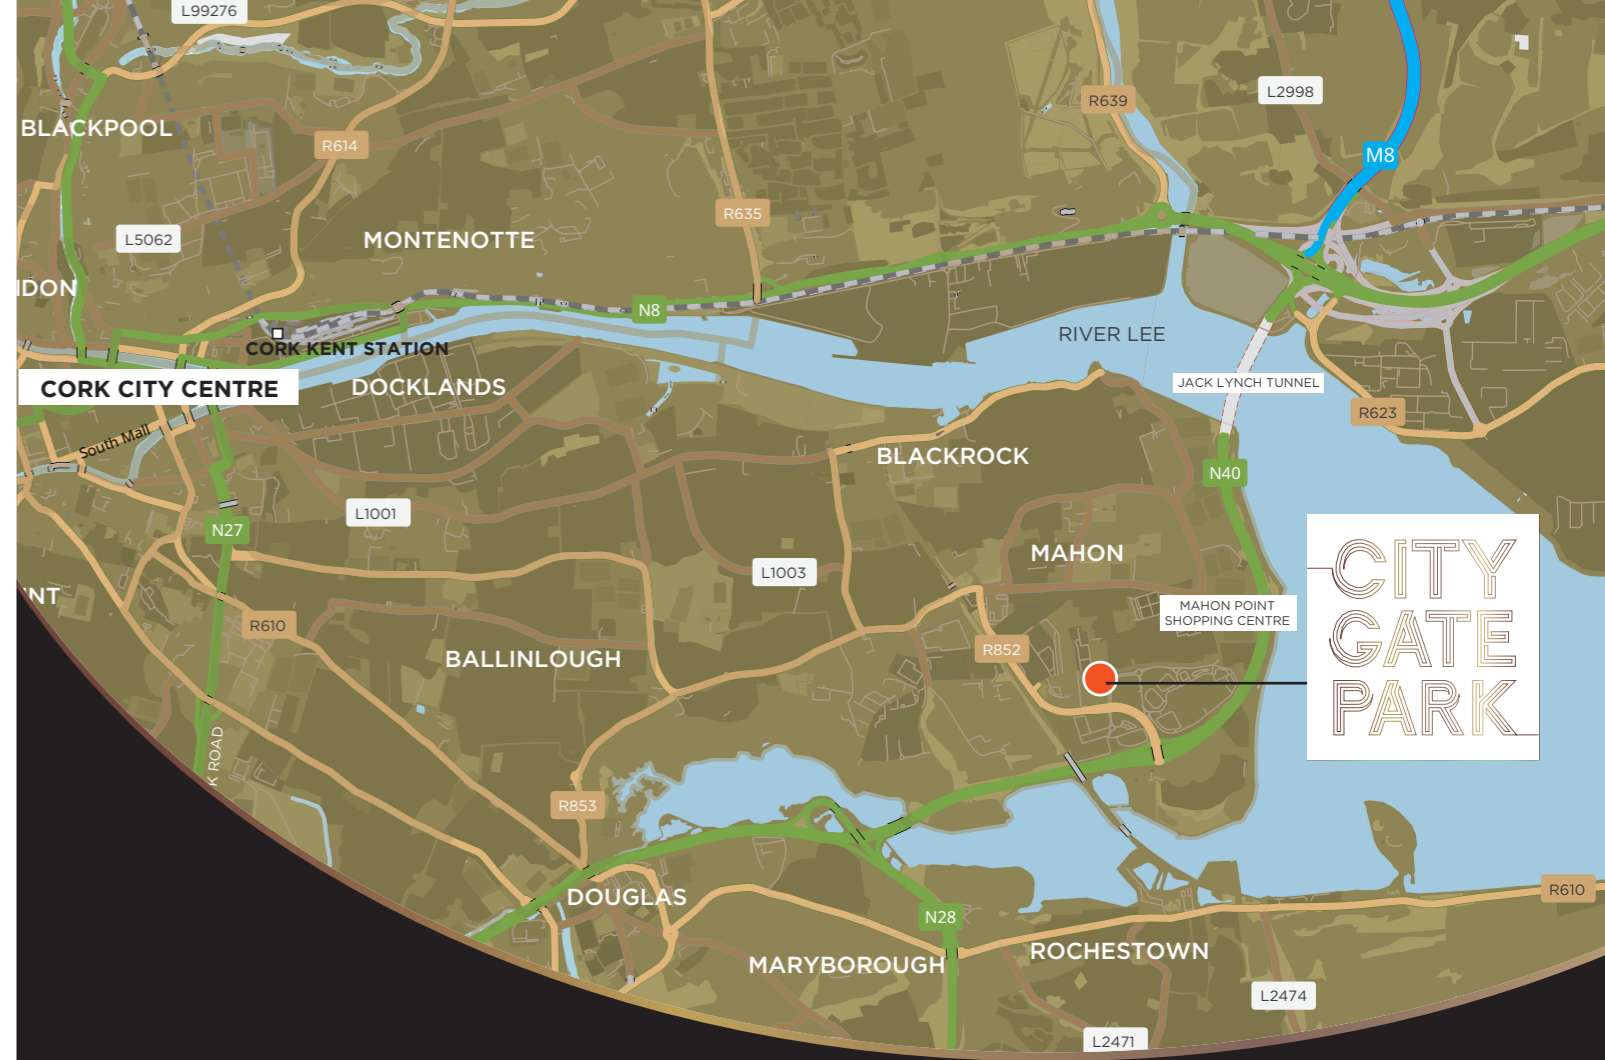 L99276
BLACKPOOL
R614
L5062
MONTENOTTE
R635
R639
L2998
M8
IDON
N8
RIVER LEE
CORK KENT STATION
CORK CITY CENTRE
DOCKLANDS
JACK LYNCH TUNNEL
R623
South Mall
BLACKROCK
N40
L1001
N27
L1003
MAHON
NT
R610
MAHON POINT
SHOPPING CENTRE
R852
BALLINLOUGH
CITY
GATE
PARK
K ROAD
R853
DOUGLAS
N28
R610
MARYBOROUGH
ROCHESTOWN
L2474
L2471